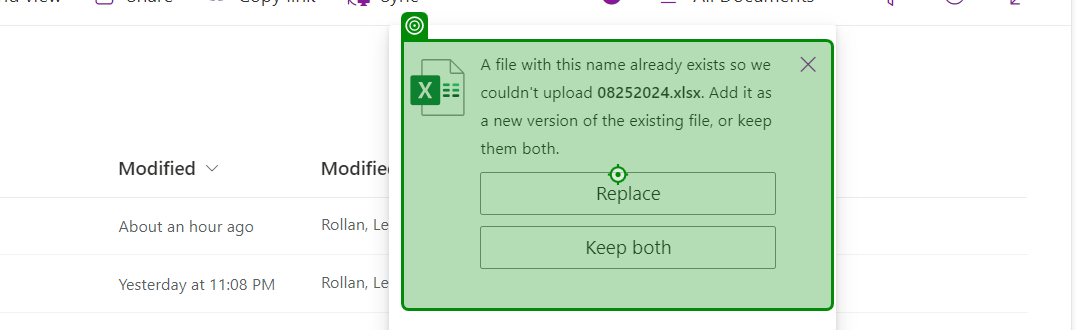 Share
Copy link
Sync
All Documents
A file with this name already exists so we
couldn't upload 08252024.xlsx. Add it as
a new version of the existing file, or keep
them both.
Replace
Keep both
Modified
Modifie
About an hour ago
Rollan, Le
Yesterday at 11:08 PM
Rollan, Le